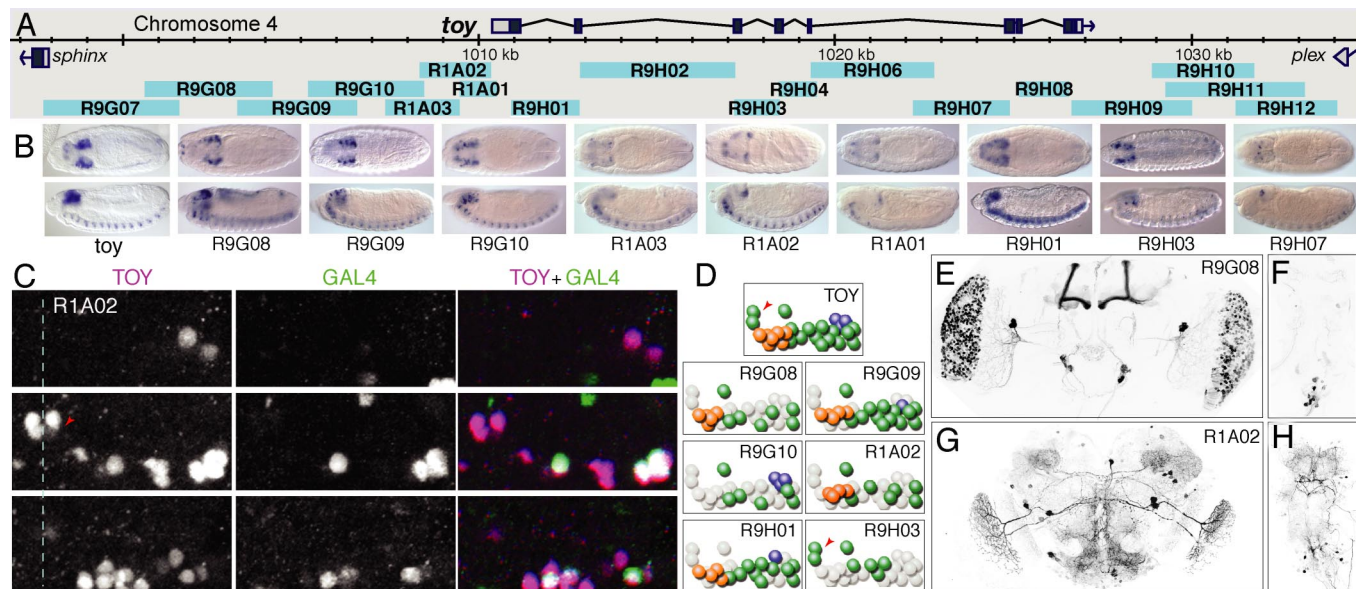 A Chromosome 4 toy
sphinx 1010 kb 1020 kb 1030 kb plex
R1A02 R9H02 R9H06 R9H10
R9G08 R9G10 R1A01 R9H04 R9H08 R9H11
R9G07 R9G09 R1A03 R9H01 R9H03 R9H07 R9H09 R9H12
B
toy R9G08 R9G09 R9G10 R1A03 R1A02 R1A01 R9H01 R9H03 R9H07
C TOY GAL4 TOY + GAL4
R1A02
D
TOY
R9G08 R9G09
R9G10 R1A02
R9H01 R9H03
E R9G08 F
G R1A02 H